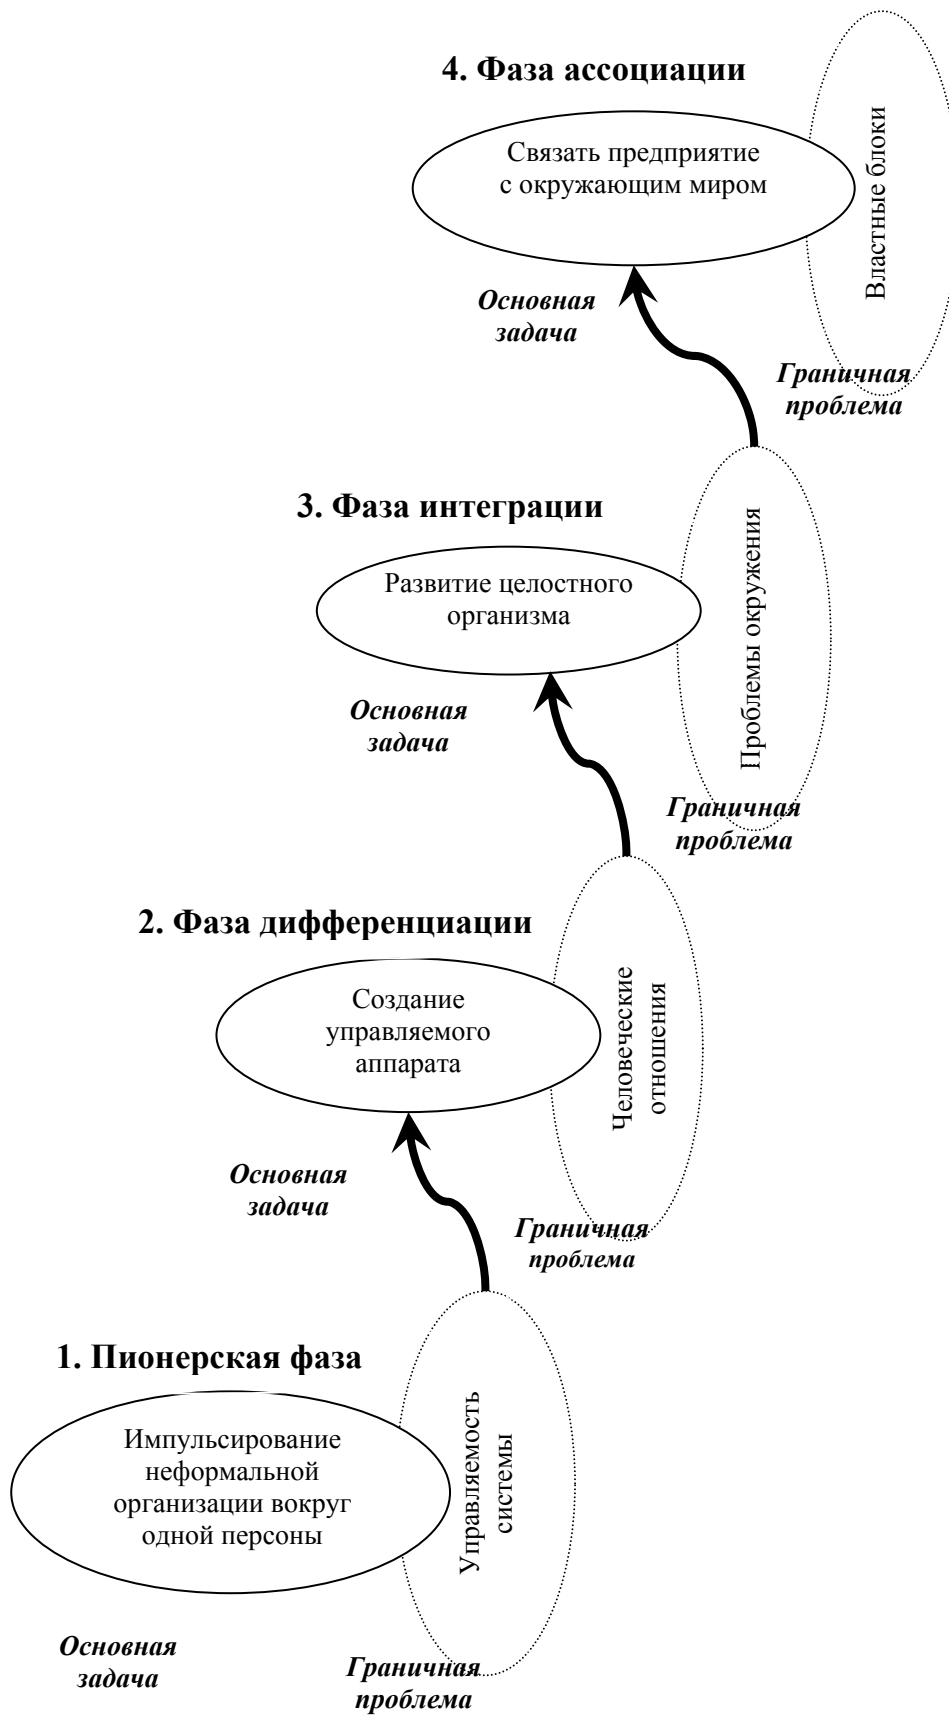 4. Фаза ассоциации
Связать предприятие
с окружающим миром
Властные блоки
Основная
задача
Граничная
проблема
3. Фаза интеграции
Развитие целостного
организма
Проблемы окружения
Основная
задача
Граничная
проблема
2. Фаза дифференциации
Создание
управляемого
аппарата
Человеческие
отношения
Основная
задача
Граничная
проблема
1. Пионерская фаза
Импульсирование
неформальной
организации вокруг
одной персоны
Управляемость
системы
Основная
задача
Граничная
проблема